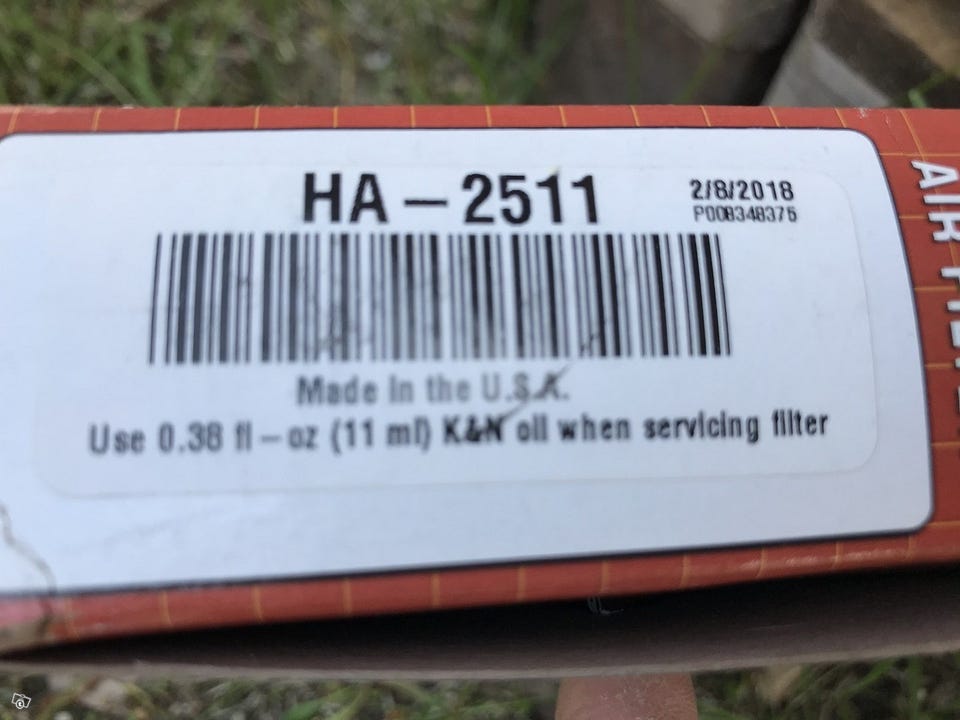 HA-2511
2/8/2018
P008348375
Made in the U.S.A.
Use 0.38 fl-oz (11 ml) K&N oil when servicing filter
AIR